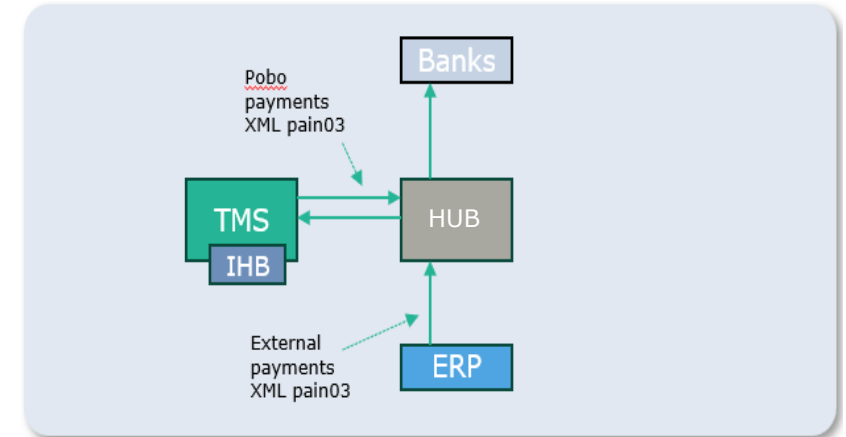 Banks
Pobo
payments
XML pain03
TMS
HUB
IHB
External
payments
XML pain03
ERP